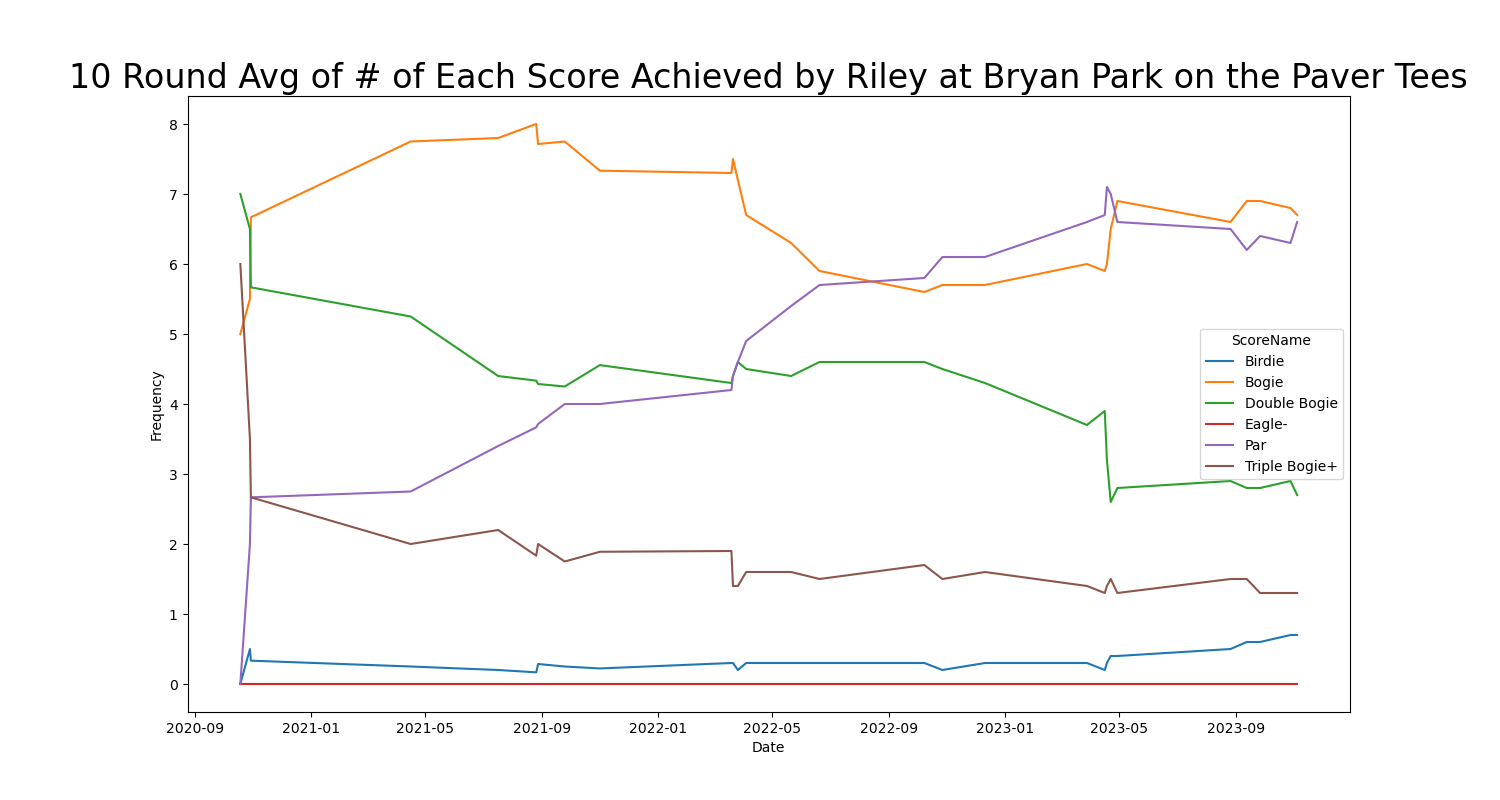 10 Round Avg of # of Each Score Achieved by Riley at Bryan Park on the Paver Tees
8
7
6
5
4
3
2
1
0
Frequency
ScoreName
Birdie
Bogie
Double Bogie
Eagle-
Par
Triple Bogie+
2020-09 2021-01 2021-05 2021-09 2022-01 2022-05 2022-09 2023-01 2023-05 2023-09
Date